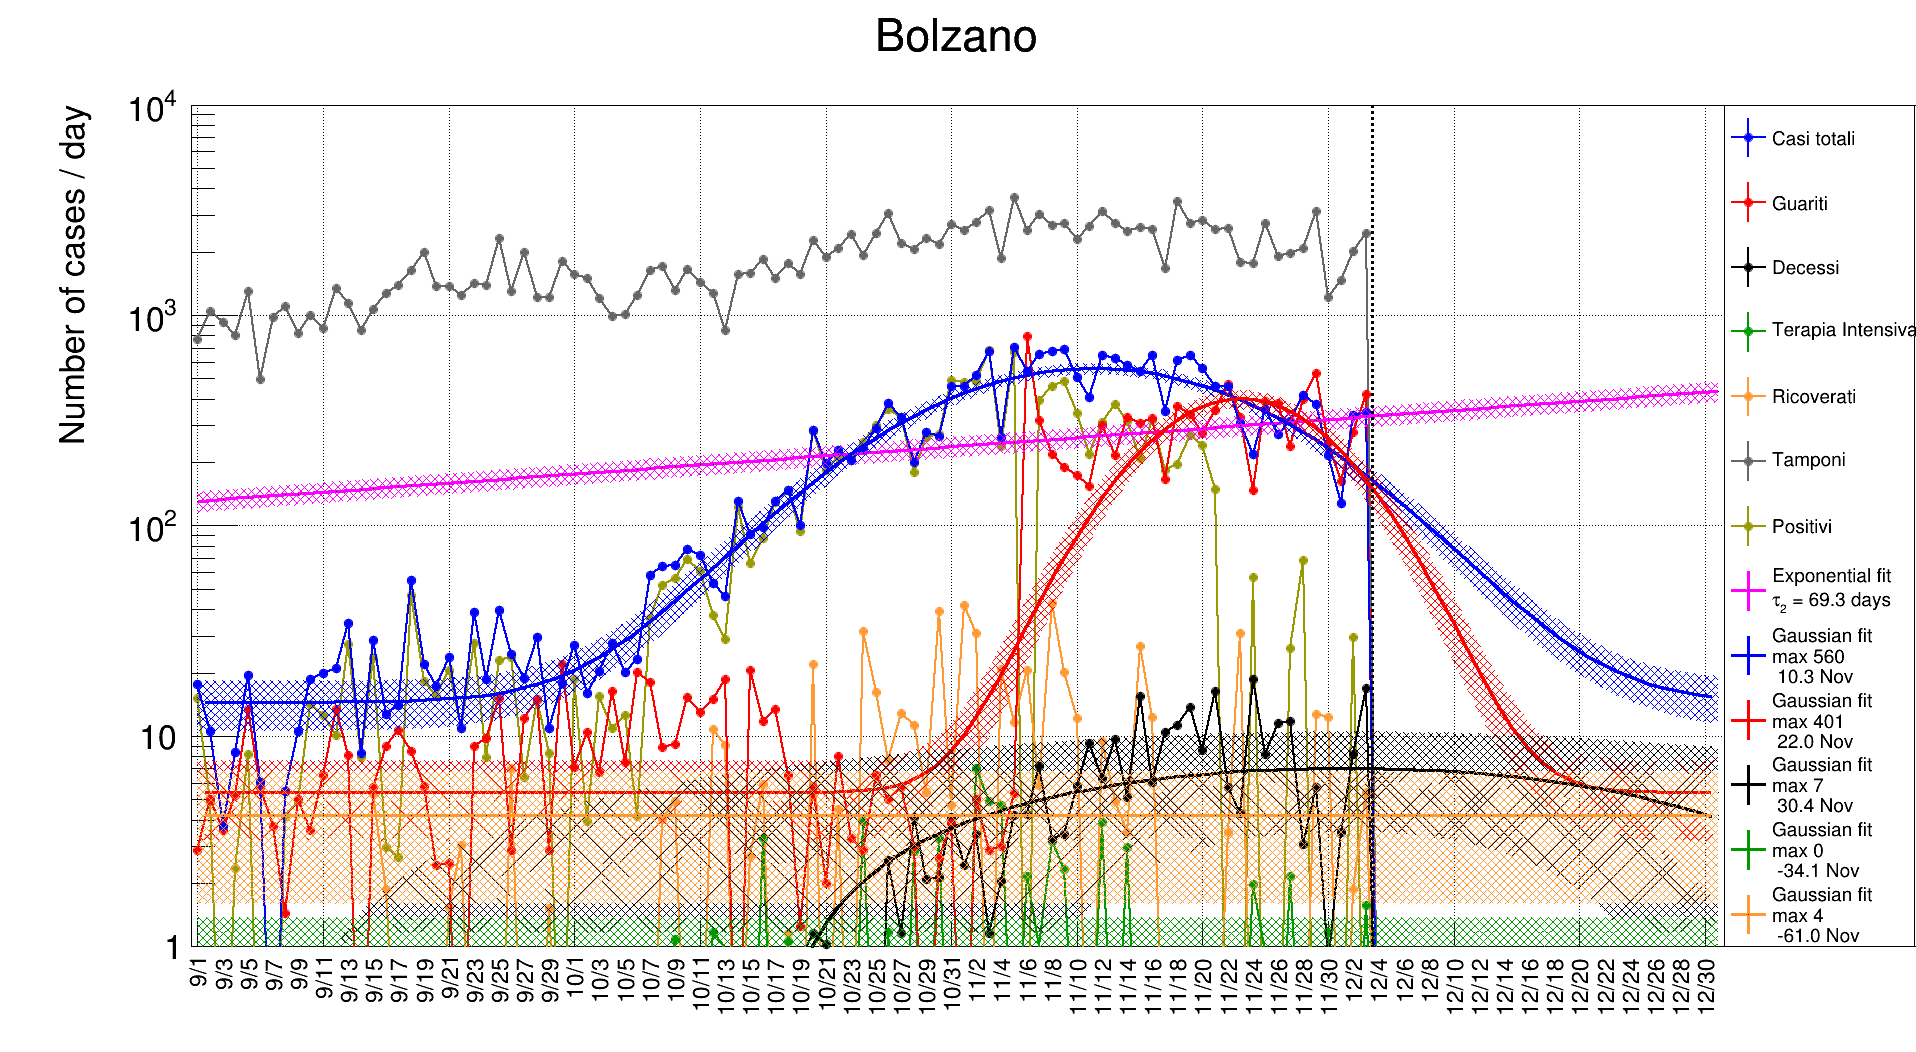 Bolzano
Number of cases / day
10^4
10^3
10^2
10
1
9/1
9/3
9/5
9/7
9/9
9/11
9/13
9/15
9/17
9/19
9/21
9/23
9/25
9/27
9/29
10/1
10/3
10/5
10/7
10/9
10/11
10/13
10/15
10/17
10/19
10/21
10/23
10/25
10/27
10/29
10/31
11/2
11/4
11/6
11/8
11/10
11/12
11/14
11/16
11/18
11/20
11/22
11/24
11/26
11/28
11/30
12/2
12/4
12/6
12/8
12/10
12/12
12/14
12/16
12/18
12/20
12/22
12/24
12/26
12/28
12/30
Casi totali
Guariti
Decessi
Terapia Intensiva
Ricoverati
Tamponi
Positivi
Exponential fit
τ_2 = 69.3 days
Gaussian fit
max 560
10.3 Nov
Gaussian fit
max 401
22.0 Nov
Gaussian fit
max 7
30.4 Nov
Gaussian fit
max 0
-34.1 Nov
Gaussian fit
max 4
-61.0 Nov